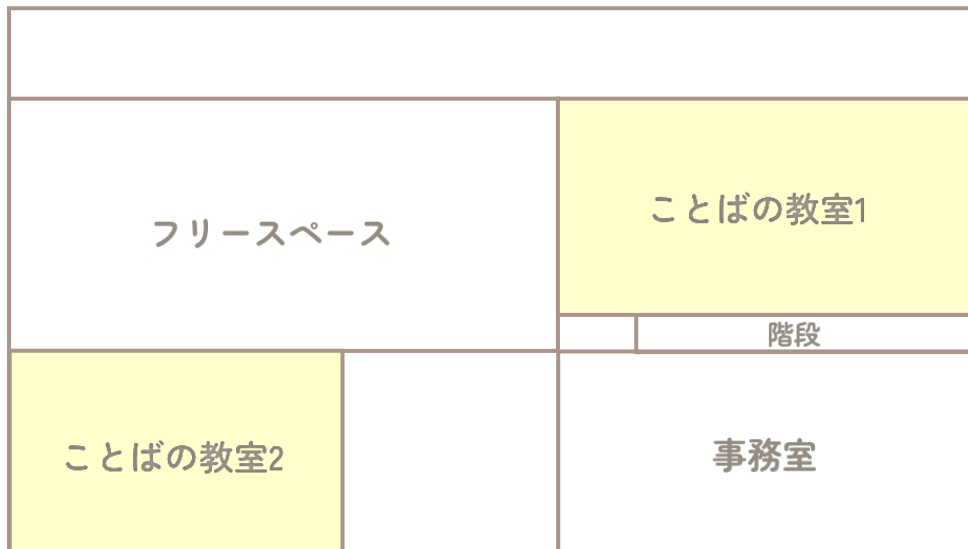 フリースペース
ことばの教室1
階段
ことばの教室2
事務室